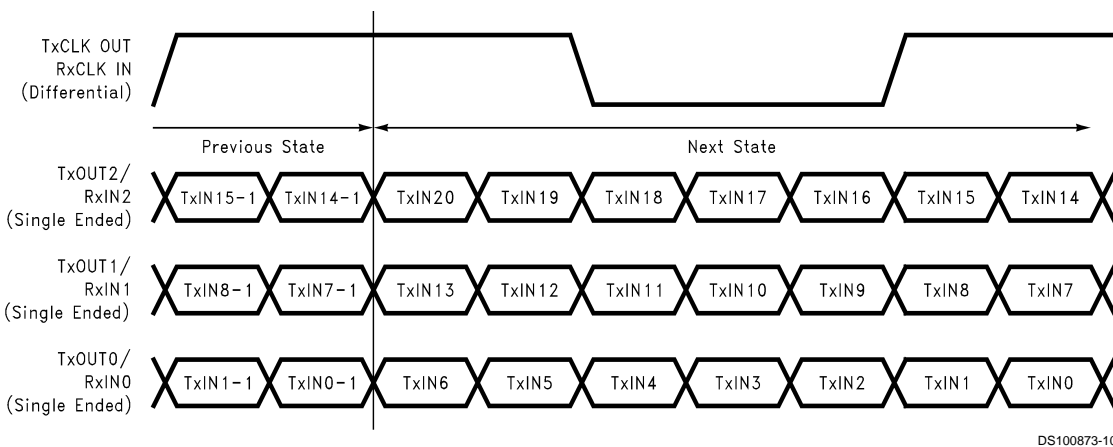 TxCLK OUT
RxCLK IN
(Differential)
Previous State
Next State
TxOUT2/
RxIN2
(Single Ended)
TxIN15-1 TxIN14-1 TxIN20 TxIN19 TxIN18 TxIN17 TxIN16 TxIN15 TxIN14
TxOUT1/
RxIN1
(Single Ended)
TxIN8-1 TxIN7-1 TxIN13 TxIN12 TxIN11 TxIN10 TxIN9 TxIN8 TxIN7
TxOUT0/
RxIN0
(Single Ended)
TxIN1-1 TxIN0-1 TxIN6 TxIN5 TxIN4 TxIN3 TxIN2 TxIN1 TxIN0
DS100873-10